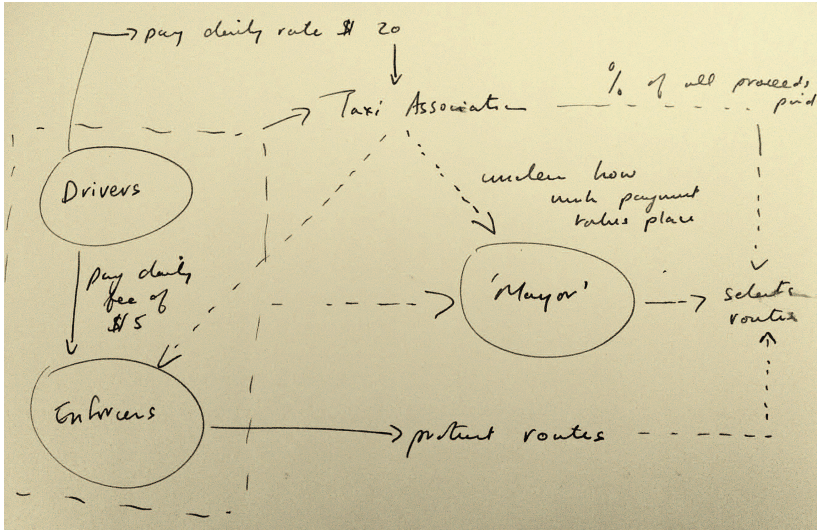 pay daily rate $ 20
Taxi Association
% of all proceeds
paid
Drivers
unclear how
much payment
takes place
pay daily
fee of
$5
'Mayor'
selects
routes
Enforcers
protect routes